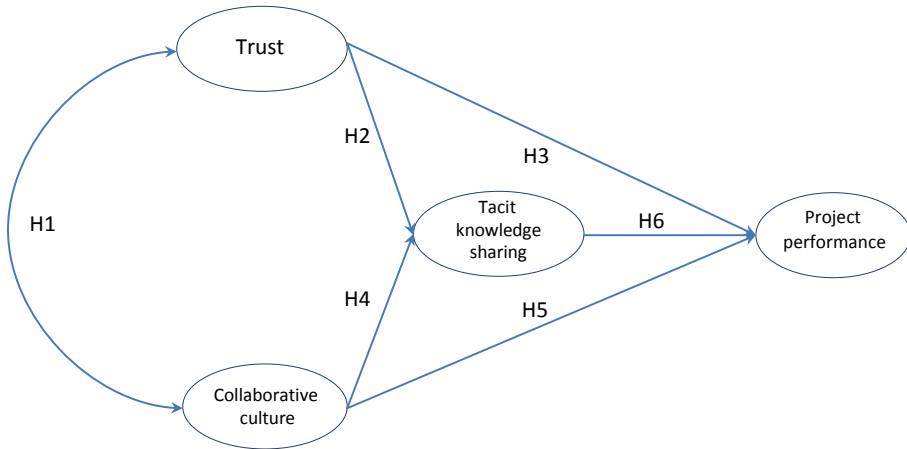 Trust
H2
H3
H1
Tacit
knowledge
sharing
H6
Project
performance
H4
H5
Collaborative
culture